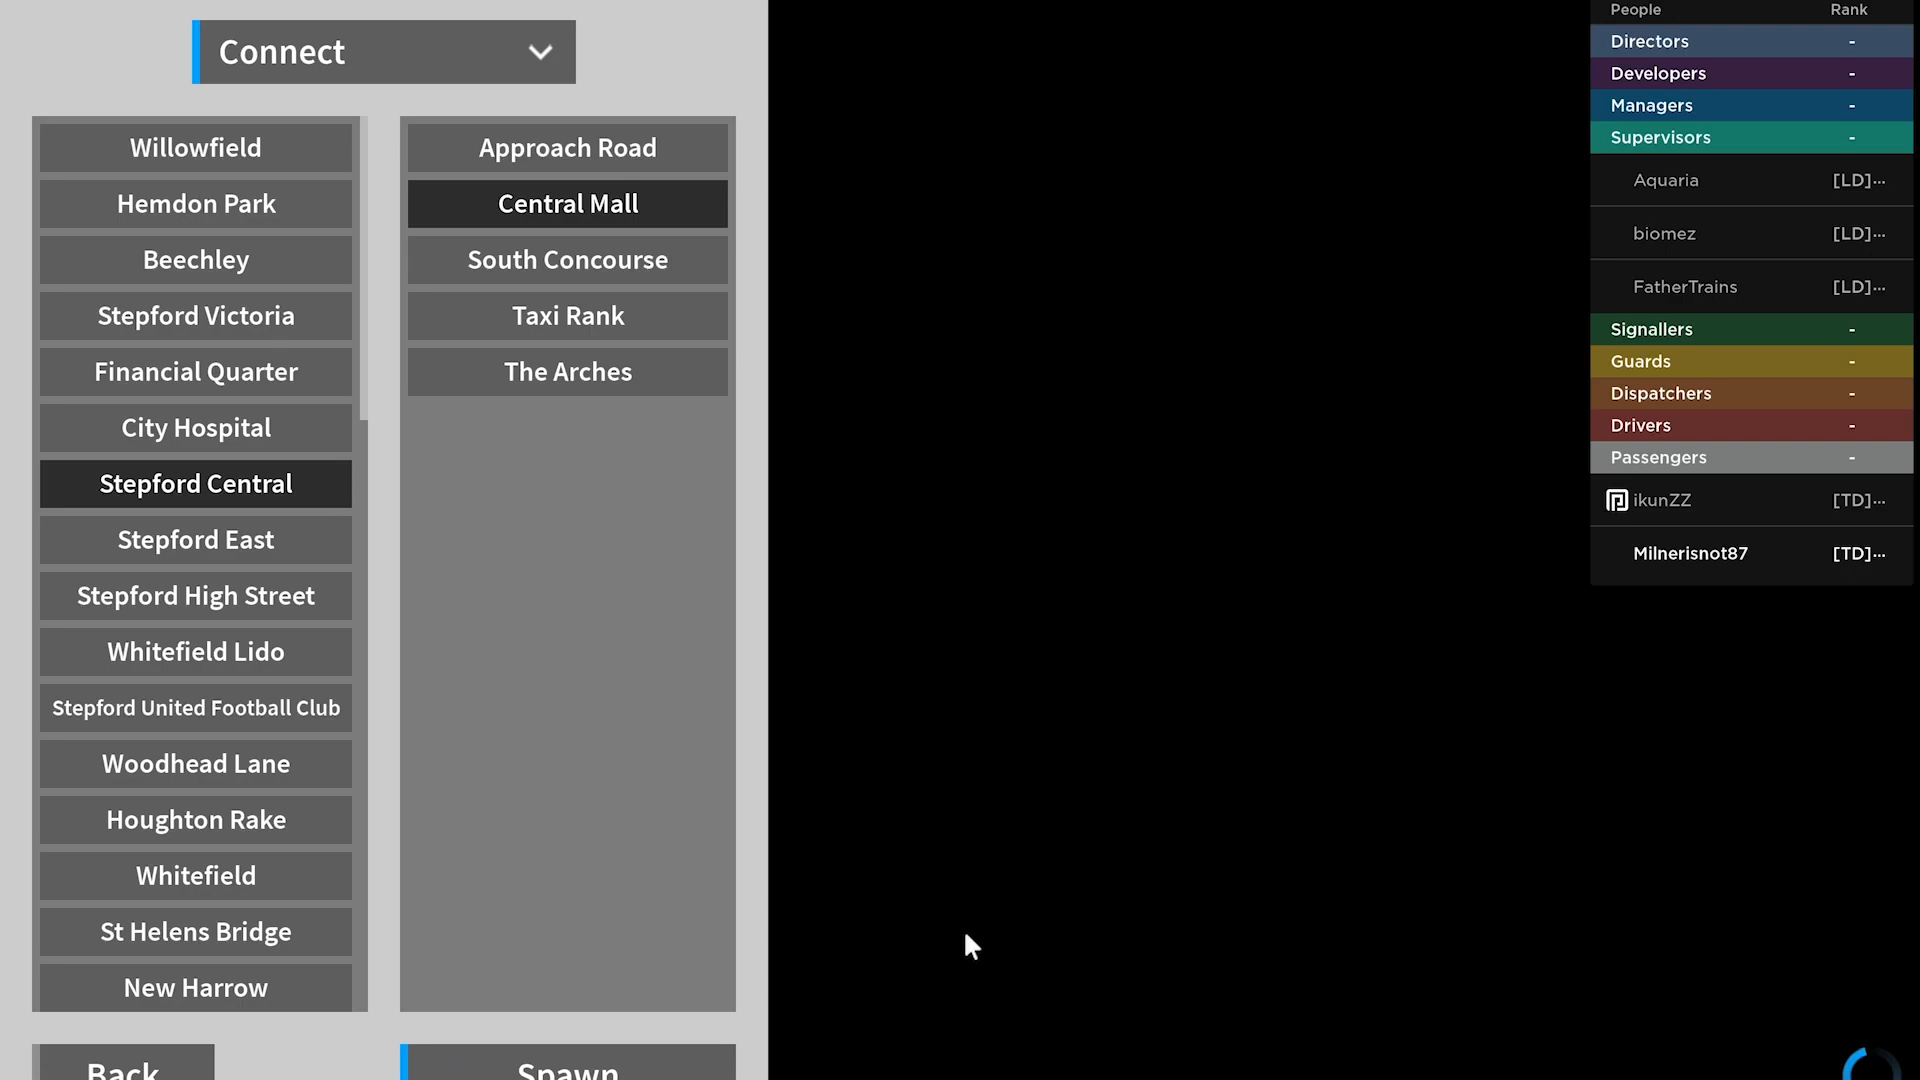 Connect
Willowfield
Hemdon Park
Beechley
Stepford Victoria
Financial Quarter
City Hospital
Stepford Central
Stepford East
Stepford High Street
Whitefield Lido
Stepford United Football Club
Woodhead Lane
Houghton Rake
Whitefield
St Helens Bridge
New Harrow
Back
Approach Road
Central Mall
South Concourse
Taxi Rank
The Arches
Spawn
People Rank
Directors -
Developers -
Managers -
Supervisors -
Aquaria [LD]...
biomez [LD]...
FatherTrains [LD]...
Signallers -
Guards -
Dispatchers -
Drivers -
Passengers -
ikunZZ [TD]...
Milnerisnot87 [TD]...